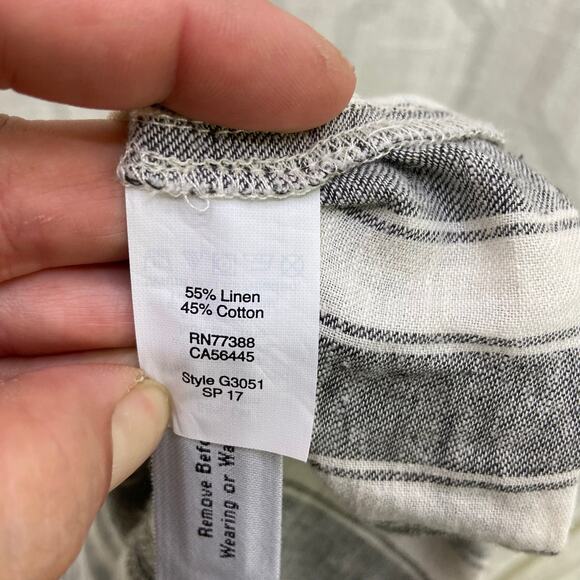 55% Linen
45% Cotton
RN77388
CA56445
Style G3051
SP 17
Remove Befo
Wearing or Wa